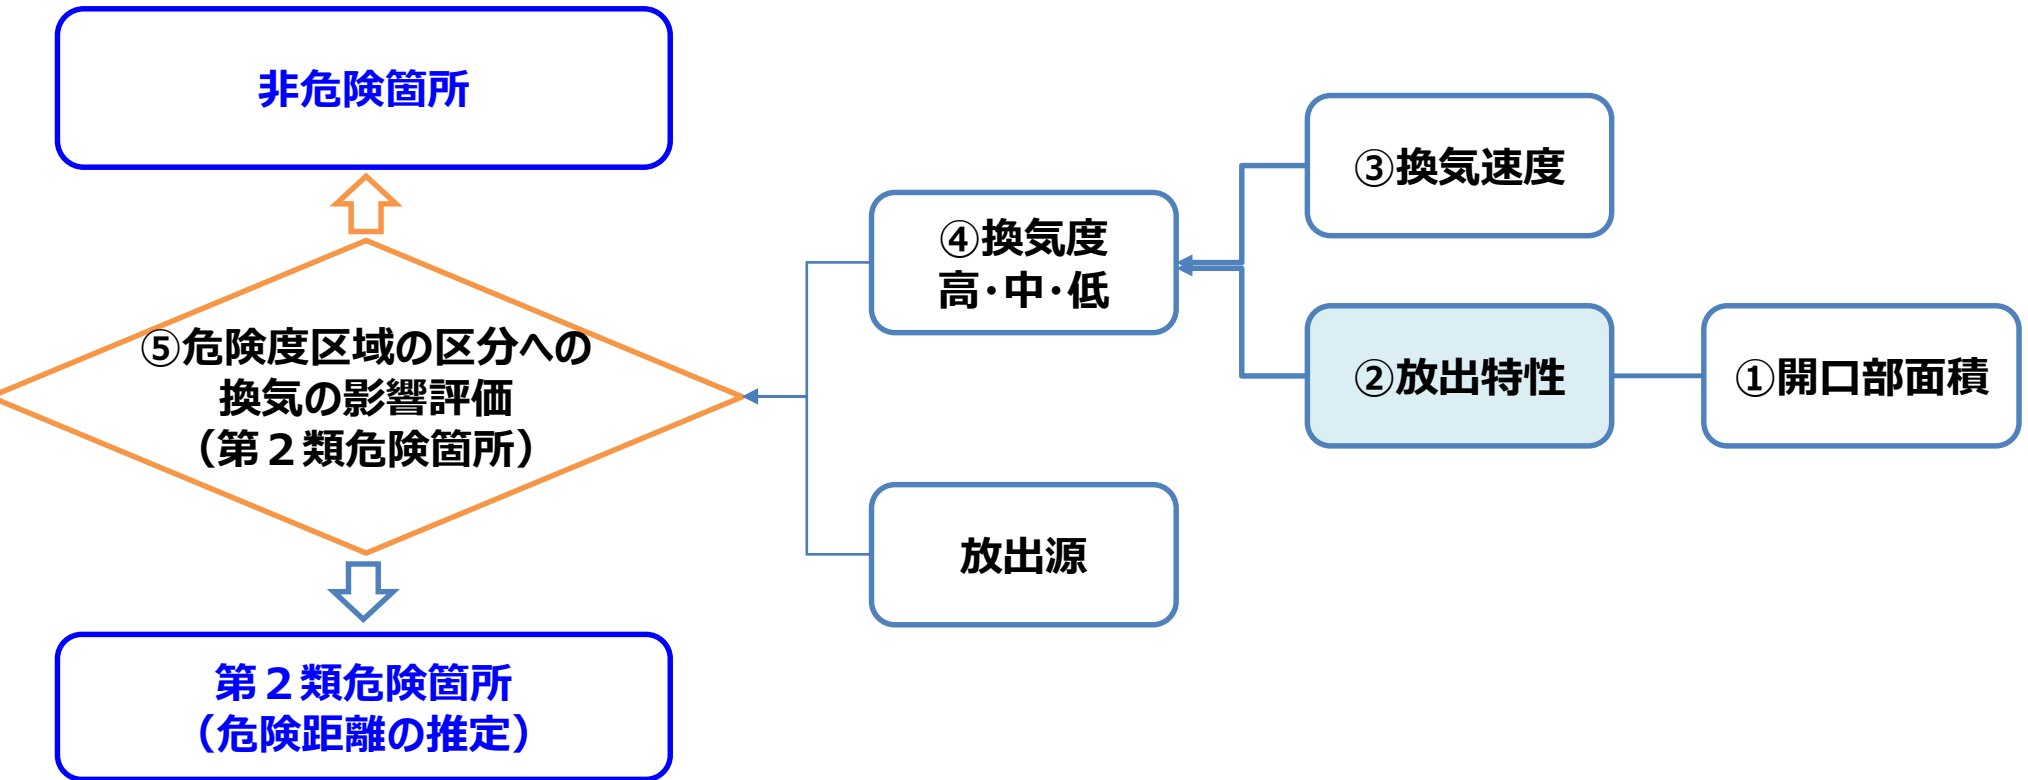 非危険箇所
③換気速度
④換気度
高・中・低
⑤危険度区域の区分への
換気の影響評価
（第２類危険箇所）
②放出特性
①開口部面積
放出源
第２類危険箇所
（危険距離の推定）